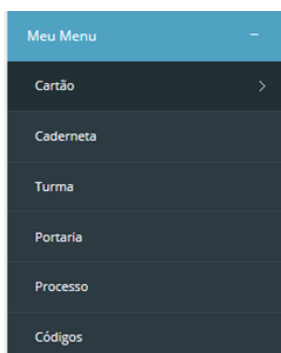 Meu Menu
Cartão
Caderneta
Turma
Portaria
Processo
Códigos